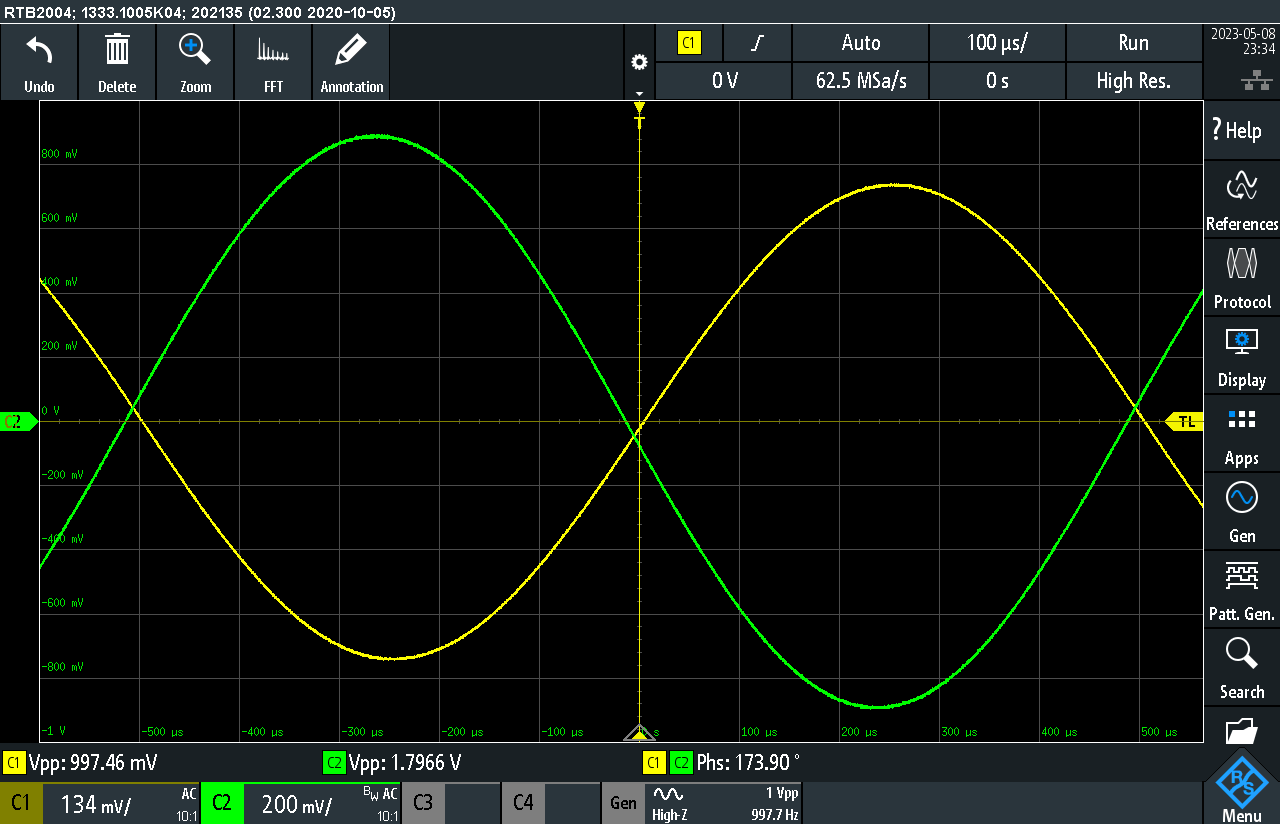 RTB2004; 1333.1005K04; 202135 (02.300 2020-10-05)
Undo
Delete
Zoom
FFT
Annotation
C1
Auto
100 µs/
Run
0 V
62.5 MSa/s
0 s
High Res.
2023-05-08
23:34
? Help
References
Protocol
Display
Apps
Gen
Patt. Gen.
Search
Menu
T
800 mV
600 mV
400 mV
200 mV
0 V
-200 mV
-400 mV
-600 mV
-800 mV
-1 V
C2
TL
-500 µs
-400 µs
-300 µs
-200 µs
-100 µs
100 µs
200 µs
300 µs
400 µs
500 µs
C1 Vpp: 997.46 mV
C2 Vpp: 1.7966 V
C1 C2 Phs: 173.90 °
C1 134 mV/ AC 10:1
C2 200 mV/ BW AC 10:1
C3
C4
Gen
High-Z
1 Vpp
997.7 Hz
R&S